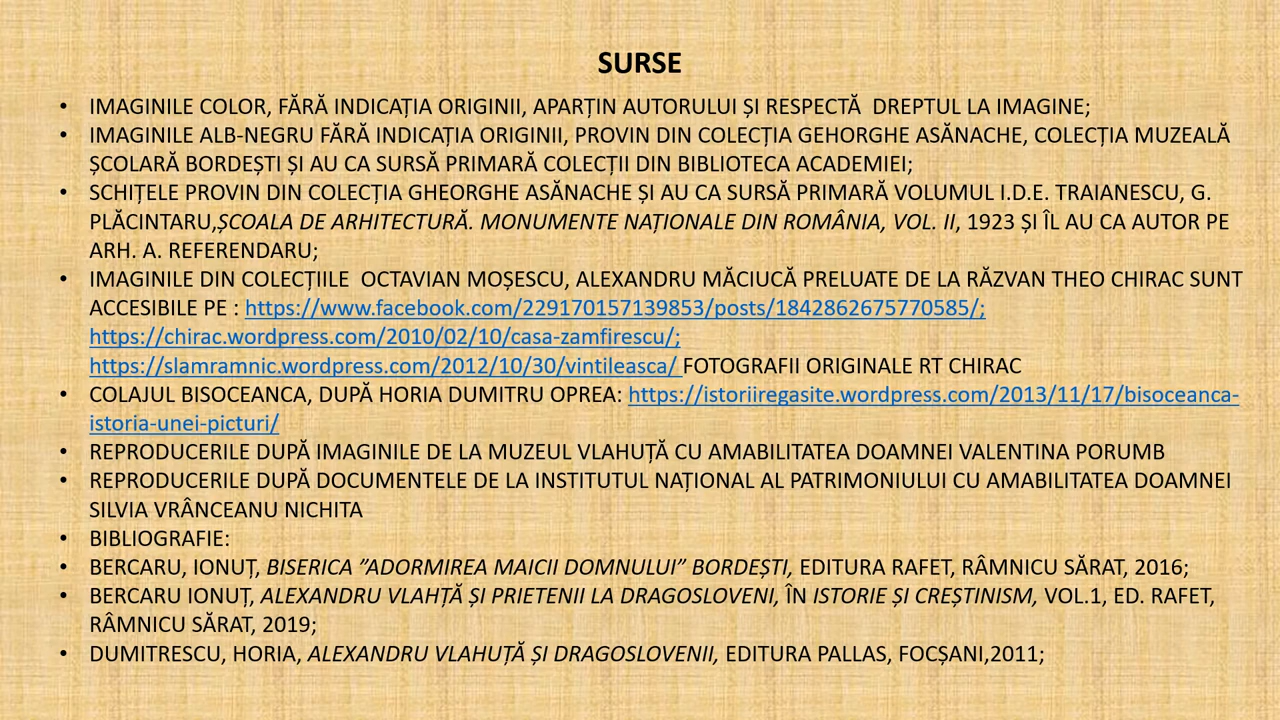 SURSE
• IMAGINILE COLOR, FĂRĂ INDICAȚIA ORIGINII, APARȚIN AUTORULUI ȘI RESPECTĂ  DREPTUL LA IMAGINE;
• IMAGINILE ALB-NEGRU FĂRĂ INDICAȚIA ORIGINII, PROVIN DIN COLECȚIA GEHORGHE ASĂNACHE, COLECȚIA MUZEALĂ
ȘCOLARĂ BORDEȘTI ȘI AU CA SURSĂ PRIMARĂ COLECȚII DIN BIBLIOTECA ACADEMIEI;
• SCHIȚELE PROVIN DIN COLECȚIA GHEORGHE ASĂNACHE ȘI AU CA SURSĂ PRIMARĂ VOLUMUL I.D.E. TRAIANESCU, G.
PLĂCINTARU,ȘCOALA DE ARHITECTURĂ. MONUMENTE NAȚIONALE DIN ROMÂNIA, VOL. II, 1923 ȘI ÎL AU CA AUTOR PE
ARH. A. REFERENDARU;
• IMAGINILE DIN COLECȚIILE  OCTAVIAN MOȘESCU, ALEXANDRU MĂCIUCĂ PRELUATE DE LA RĂZVAN THEO CHIRAC SUNT
ACCESIBILE PE : https://www.facebook.com/229170157139853/posts/1842862675770585/;
https://chirac.wordpress.com/2010/02/10/casa-zamfirescu/;
https://slamramnic.wordpress.com/2012/10/30/vintileasca/ FOTOGRAFII ORIGINALE RT CHIRAC
• COLAJUL BISOCEANCA, DUPĂ HORIA DUMITRU OPREA: https://istoriiregasite.wordpress.com/2013/11/17/bisoceanca-
istoria-unei-picturi/
• REPRODUCERILE DUPĂ IMAGINILE DE LA MUZEUL VLAHUȚĂ CU AMABILITATEA DOAMNEI VALENTINA PORUMB
• REPRODUCERILE DUPĂ DOCUMENTELE DE LA INSTITUTUL NAȚIONAL AL PATRIMONIULUI CU AMABILITATEA DOAMNEI
SILVIA VRÂNCEANU NICHITA
• BIBLIOGRAFIE:
• BERCARU, IONUȚ, BISERICA ”ADORMIREA MAICII DOMNULUI” BORDEȘTI, EDITURA RAFET, RÂMNICU SĂRAT, 2016;
• BERCARU IONUȚ, ALEXANDRU VLAHȚĂ ȘI PRIETENII LA DRAGOSLOVENI, ÎN ISTORIE ȘI CREȘTINISM, VOL.1, ED. RAFET,
RÂMNICU SĂRAT, 2019;
• DUMITRESCU, HORIA, ALEXANDRU VLAHUȚĂ ȘI DRAGOSLOVENII, EDITURA PALLAS, FOCȘANI,2011;